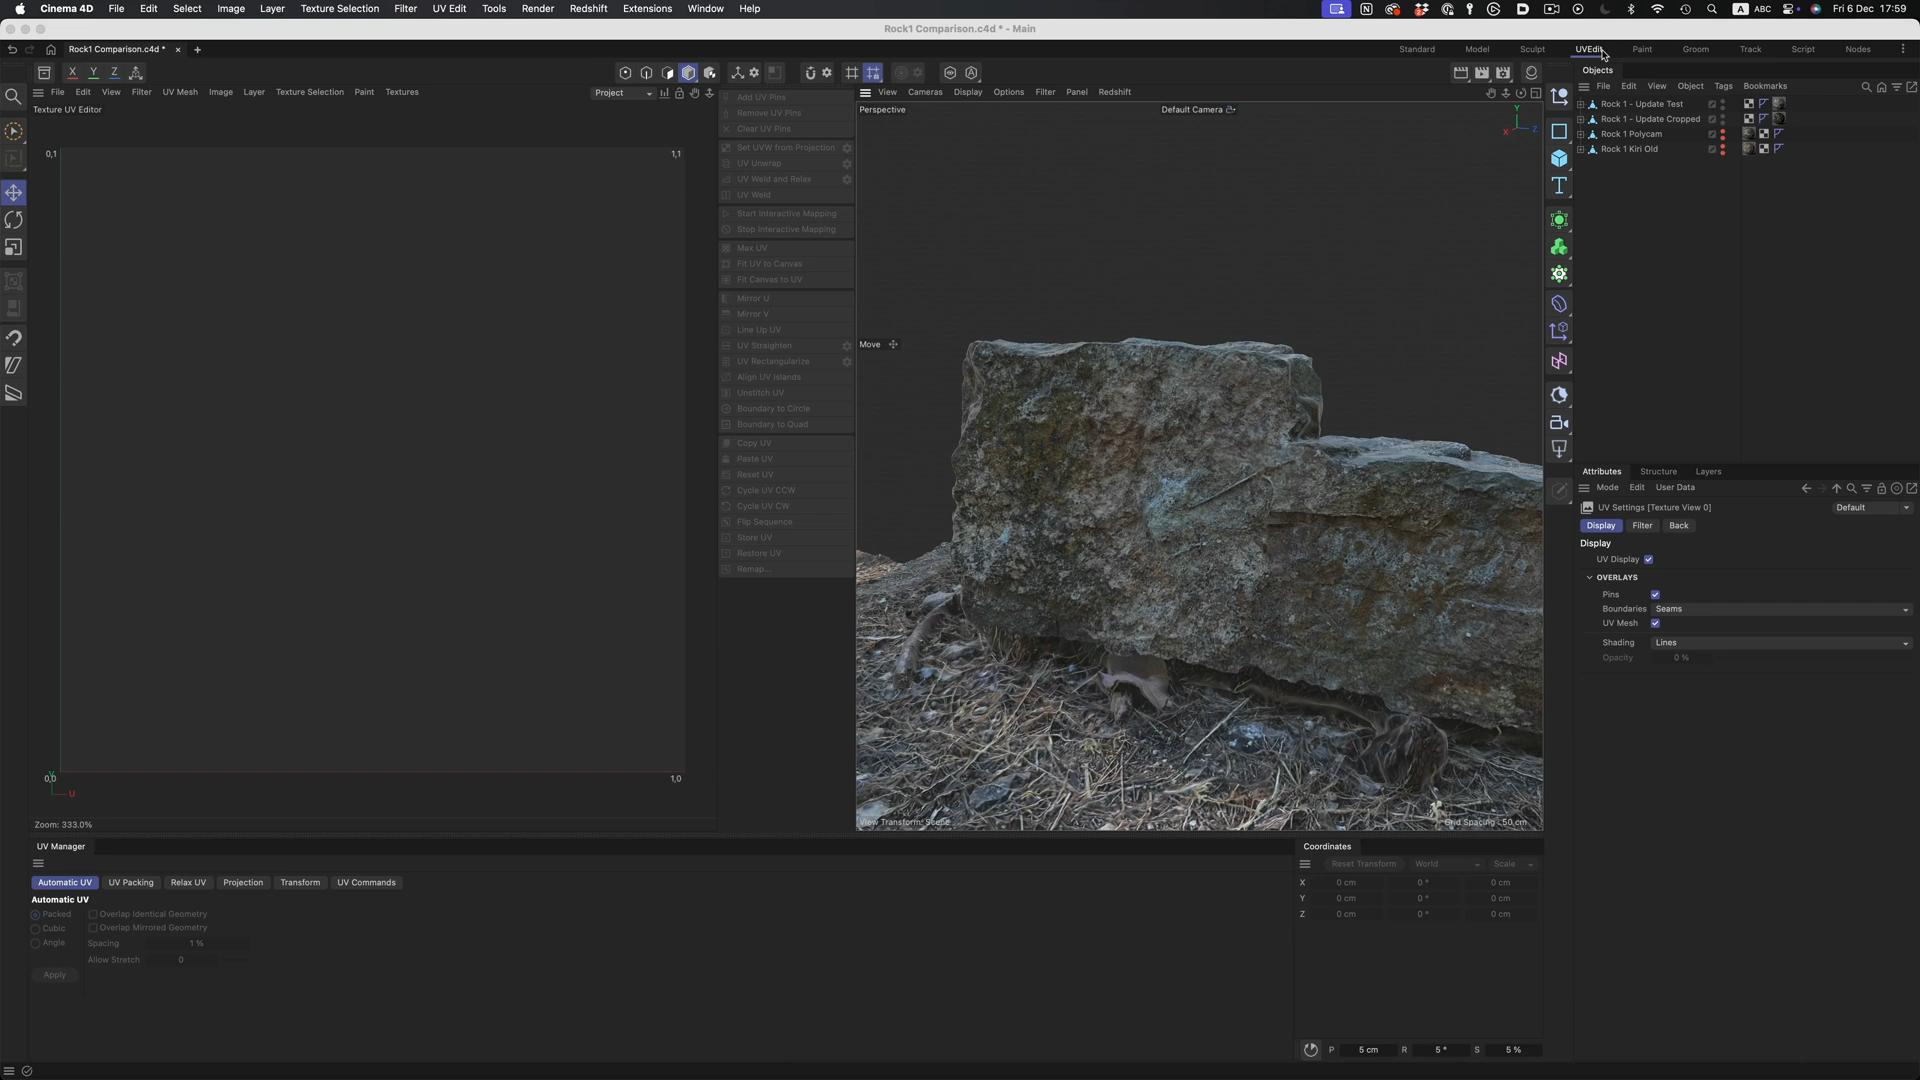 Cinema 4D File Edit Select Image Layer Texture Selection Filter UV Edit Tools Render Redshift Extensions Window Help
A ABC Fri 6 Dec 17:59
Rock1 Comparison.c4d * - Main
Rock1 Comparison.c4d * × +
Standard Model Sculpt UVEdit Paint Groom Track Script Nodes
X Y Z
Objects
File Edit View Filter UV Mesh Image Layer Texture Selection Paint Textures
Project
View Cameras Display Options Filter Panel Redshift
File Edit View Object Tags Bookmarks
Texture UV Editor
Perspective
Default Camera
Y
X Z
Rock 1 - Update Test
Rock 1 - Update Cropped
Rock 1 Polycam
Rock 1 Kiri Old
0,1
1,1
Add UV Pins
Remove UV Pins
Clear UV Pins
Set UVW from Projection
UV Unwrap
UV Weld and Relax
UV Weld
Start Interactive Mapping
Stop Interactive Mapping
Max UV
Fit UV to Canvas
Fit Canvas to UV
Mirror U
Mirror V
Line Up UV
UV Straighten
UV Rectangularize
Align UV Islands
Unstitch UV
Boundary to Circle
Boundary to Quad
Copy UV
Paste UV
Reset UV
Cycle UV CCW
Cycle UV CW
Flip Sequence
Store UV
Restore UV
Remap...
Move
0,0
1,0
U
Zoom: 333.0%
View Transform: Scene
Grid Spacing : 50 cm
Attributes Structure Layers
Mode Edit User Data
UV Settings [Texture View 0]
Default
Display Filter Back
Display
UV Display
OVERLAYS
Pins
Boundaries Seams
UV Mesh
Shading Lines
Opacity 0 %
UV Manager
Automatic UV UV Packing Relax UV Projection Transform UV Commands
Automatic UV
Packed Overlap Identical Geometry
Cubic Overlap Mirrored Geometry
Angle Spacing 1 %
Allow Stretch 0
Apply
Coordinates
Reset Transform World Scale
X 0 cm 0 ° 0 cm
Y 0 cm 0 ° 0 cm
Z 0 cm 0 ° 0 cm
P 5 cm R 5 ° S 5 %